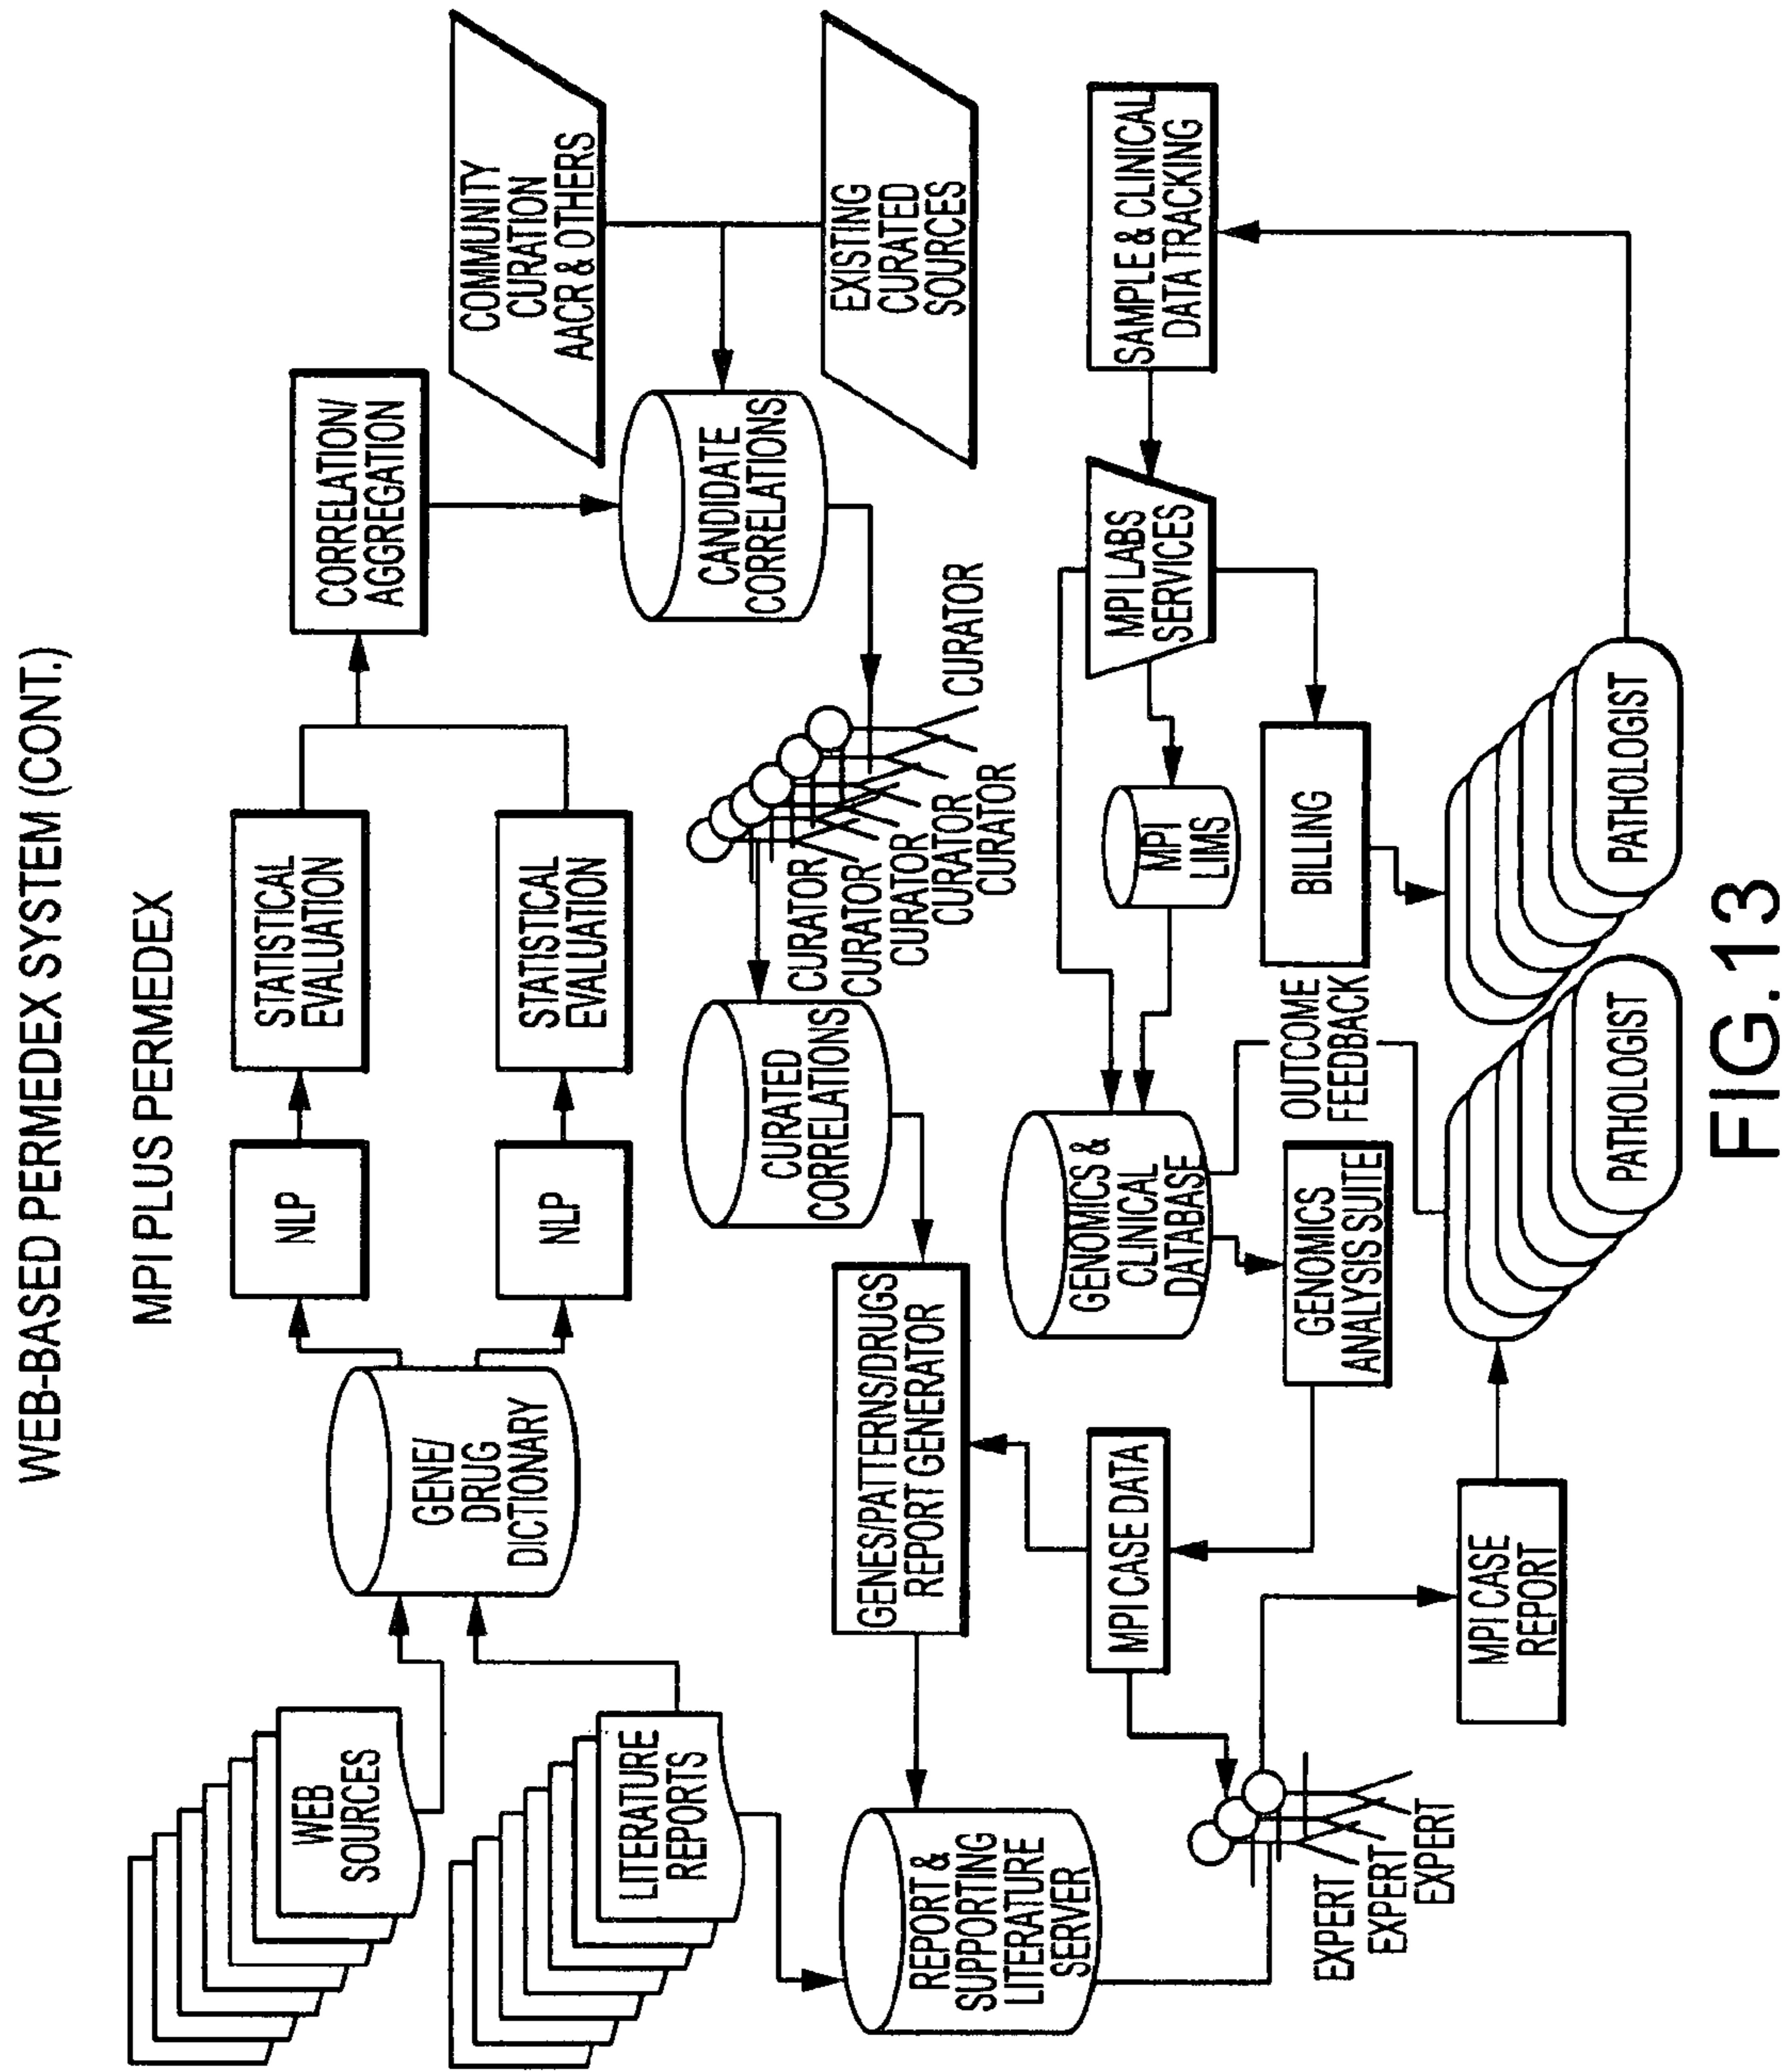 WEB-BASED PERMEDEX SYSTEM (CONT.)
MPI PLUS PERMEDEX
WEB
SOURCES
LITERATURE
REPORTS
GENE/
DRUG
DICTIONARY
NLP
NLP
STATISTICAL
EVALUATION
STATISTICAL
EVALUATION
CORRELATION/
AGGREGATION
COMMUNITY
CURATION
AACR & OTHERS
CANDIDATE
CORRELATIONS
EXISTING
CURATED
SOURCES
CURATOR
CURATOR
CURATOR
CURATOR
CURATOR
CURATOR
CURATED
CORRELATIONS
GENES/PATTERNS/DRUGS
REPORT GENERATOR
REPORT &
SUPPORTING
LITERATURE
SERVER
MPI CASE DATA
GENOMICS &
CLINICAL
DATABASE
MPI LABS
SERVICES
SAMPLE & CLINICAL
DATA TRACKING
MPI
LIMS
BILLING
OUTCOME
FEEDBACK
GENOMICS
ANALYSIS SUITE
EXPERT
EXPERT
EXPERT
MPI CASE
REPORT
PATHOLOGIST
PATHOLOGIST
FIG.13